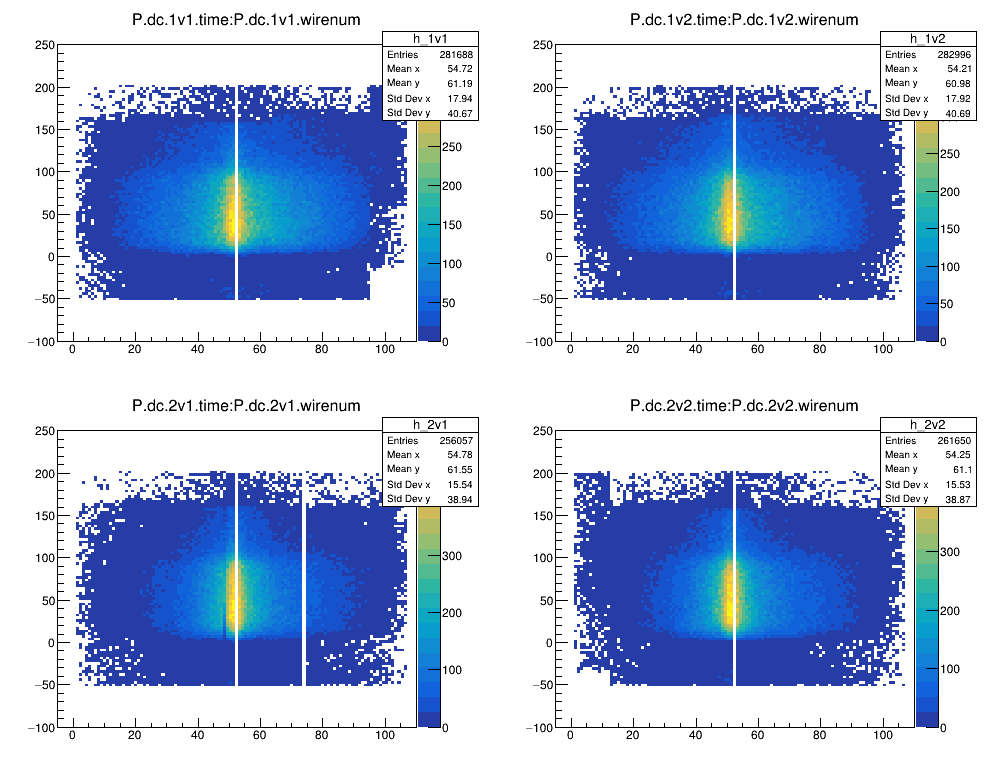 P.dc.1v1.time:P.dc.1v1.wirenum
h_1v1
Entries 281688
Mean x 54.72
Mean y 61.19
Std Dev x 17.94
Std Dev y 40.67
250
200
150
100
50
0
−50
−100
0 20 40 60 80 100
250
200
150
100
50
0
P.dc.1v2.time:P.dc.1v2.wirenum
h_1v2
Entries 282996
Mean x 54.21
Mean y 60.98
Std Dev x 17.92
Std Dev y 40.69
250
200
150
100
50
0
−50
−100
0 20 40 60 80 100
250
200
150
100
50
0
P.dc.2v1.time:P.dc.2v1.wirenum
h_2v1
Entries 256057
Mean x 54.78
Mean y 61.55
Std Dev x 15.54
Std Dev y 38.94
250
200
150
100
50
0
−50
−100
0 20 40 60 80 100
300
200
100
0
P.dc.2v2.time:P.dc.2v2.wirenum
h_2v2
Entries 261650
Mean x 54.25
Mean y 61.1
Std Dev x 15.53
Std Dev y 38.87
250
200
150
100
50
0
−50
−100
0 20 40 60 80 100
300
200
100
0